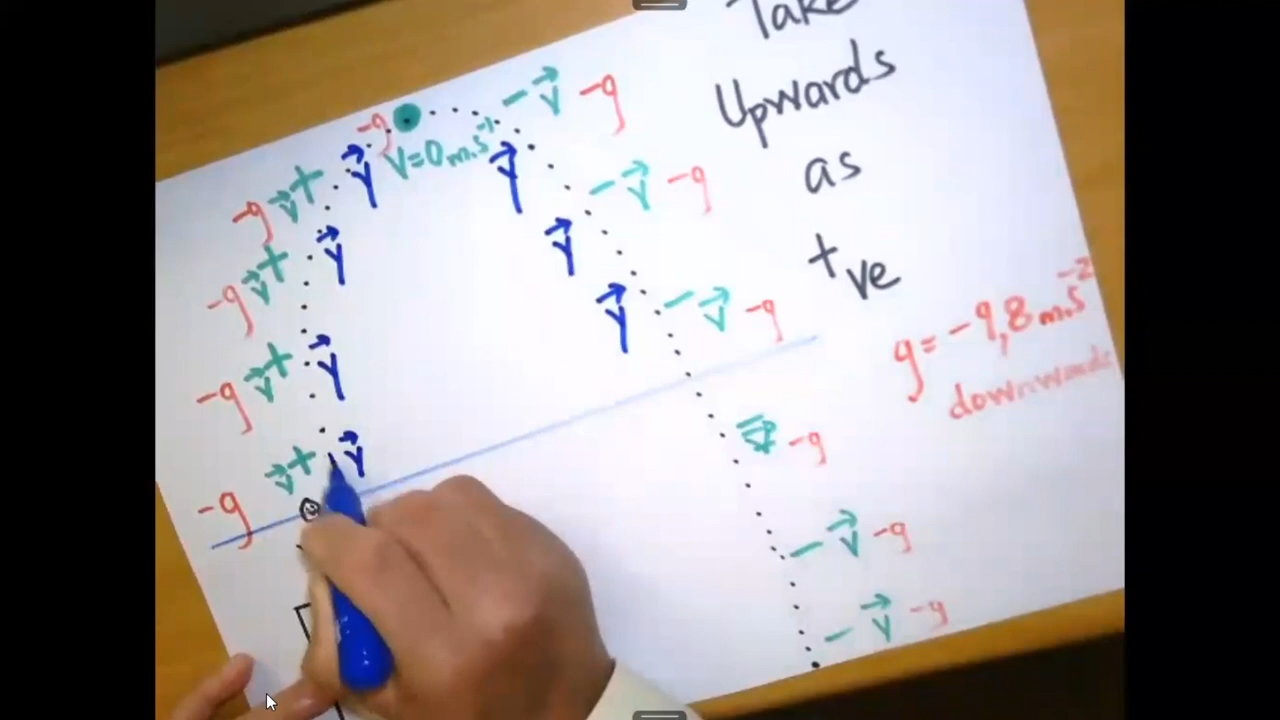 Take
Upwards
as
+ve
g = -9,8 m.s⁻²
downwards
-g
V=0 m.s⁻¹
-v⃗ -g
-g v⃗+
y⃗
y⃗
-v⃗ -g
-g v⃗+
y⃗
y⃗
-v⃗ -g
-g v⃗+
y⃗
y⃗
-g v⃗+
y⃗
-g
-v⃗ -g
-v⃗ -g